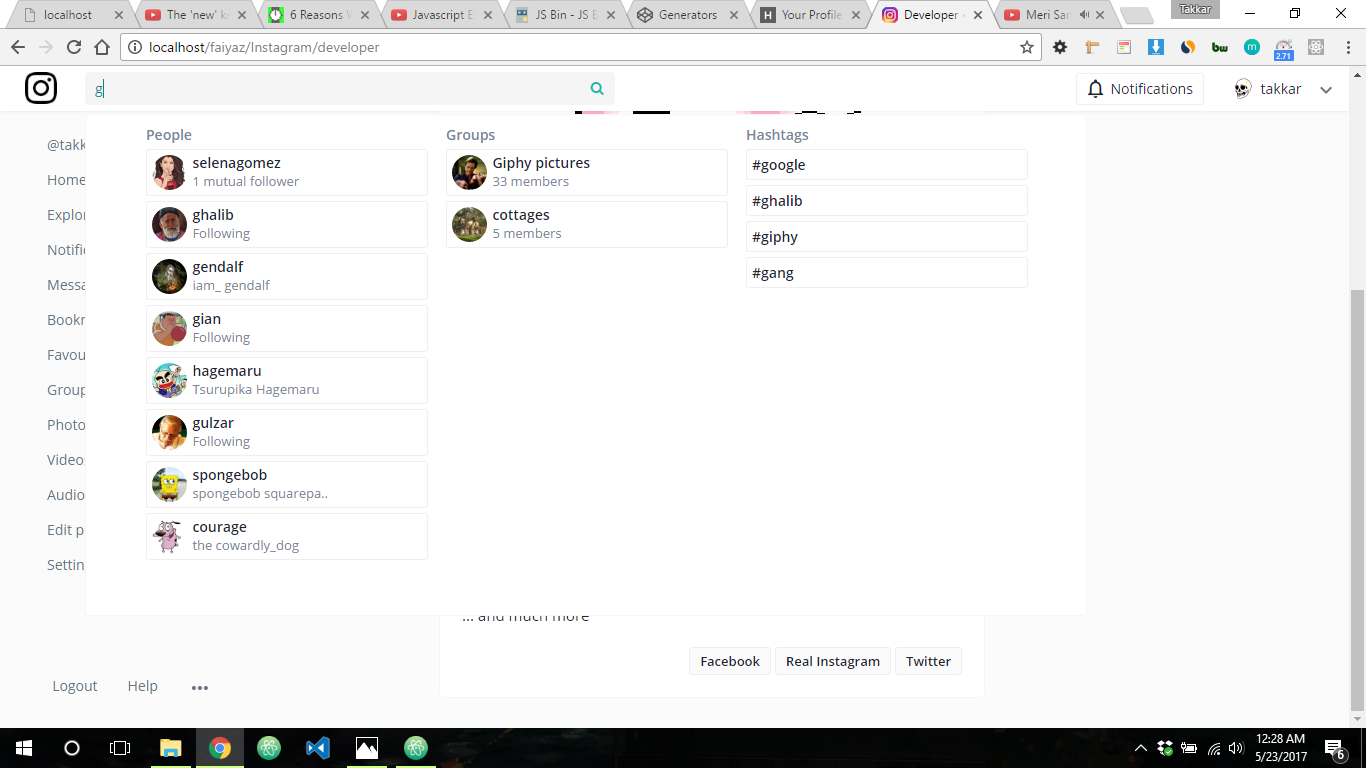 Takkar
localhost
The 'new' k
6 Reasons V
Javascript E
JS Bin - JS B
Generators
Your Profile
Developer
Meri Sar
localhost/faiyaz/Instagram/developer
2.71
g
Notifications
takkar
@takk
Home
Explor
Notifi
Messa
Bookn
Favou
Group
Photo
Video
Audio
Edit p
Settin
People
selenagomez
1 mutual follower
ghalib
Following
gendalf
iam_ gendalf
gian
Following
hagemaru
Tsurupika Hagemaru
gulzar
Following
spongebob
spongebob squarepa..
courage
the cowardly_dog
Groups
Giphy pictures
33 members
cottages
5 members
Hashtags
#google
#ghalib
#giphy
#gang
... and much more
Facebook
Real Instagram
Twitter
Logout
Help
12:28 AM
5/23/2017
6